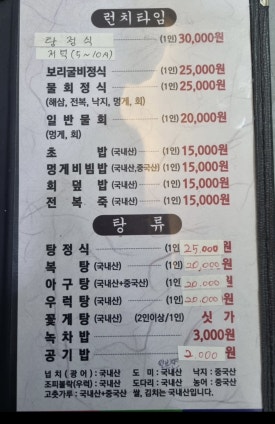 런치타임
탕정식 (1인) 30,000원
저녁(5~10시)
보리굴비정식 (1인) 25,000원
물회정식 (1인) 25,000원
(해삼, 전복, 낙지, 멍게, 회)
일반물회 (1인) 20,000원
(멍게, 회)
초밥(국내산) (1인) 15,000원
멍게비빔밥(국내산,중국산) (1인) 15,000원
회덮밥(국내산) (1인) 15,000원
전복죽(국내산) (1인) 15,000원
탕류
탕정식 (1인 25,000원
복탕(국내산) (1인 20,000원
아구탕(국내산+중국산) (1인 20.000원
우럭탕(국내산) (1인 20.000원
꽃게탕(국내산) (2인이상/1인) 싯가
녹차밥 3,000원
공기밥 2.000원
넙치(광어) : 국내산 도미 : 국내산 낙지 : 중국산
조피볼락(우럭) : 국내산 도다리 : 국내산 농어 : 중국산
고춧가루 : 국내산+중국산 쌀, 김치는 국내산입니다.